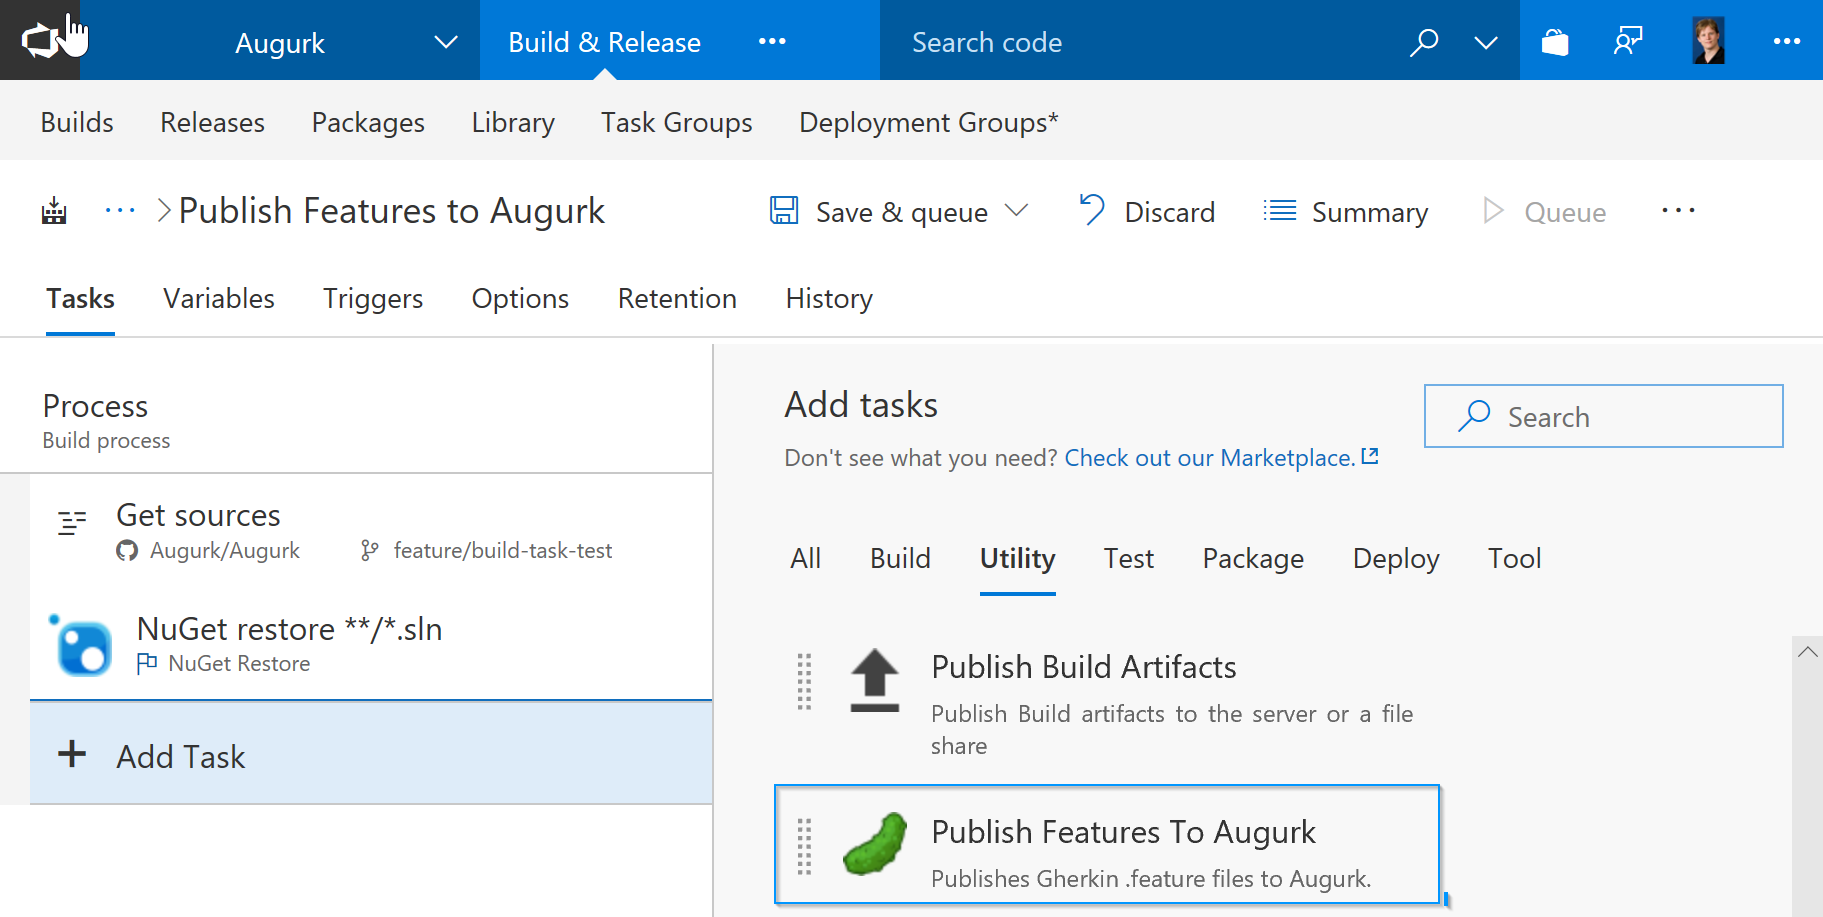 Augurk
Build & Release
Search code
Builds Releases Packages Library Task Groups Deployment Groups*
Publish Features to Augurk
Save & queue
Discard
Summary
Queue
Tasks Variables Triggers Options Retention History
Process
Build process
Get sources
Augurk/Augurk
feature/build-task-test
NuGet restore **/*.sln
NuGet Restore
Add Task
Add tasks
Search
Don't see what you need? Check out our Marketplace.
All Build Utility Test Package Deploy Tool
Publish Build Artifacts
Publish Build artifacts to the server or a file
share
Publish Features To Augurk
Publishes Gherkin .feature files to Augurk.